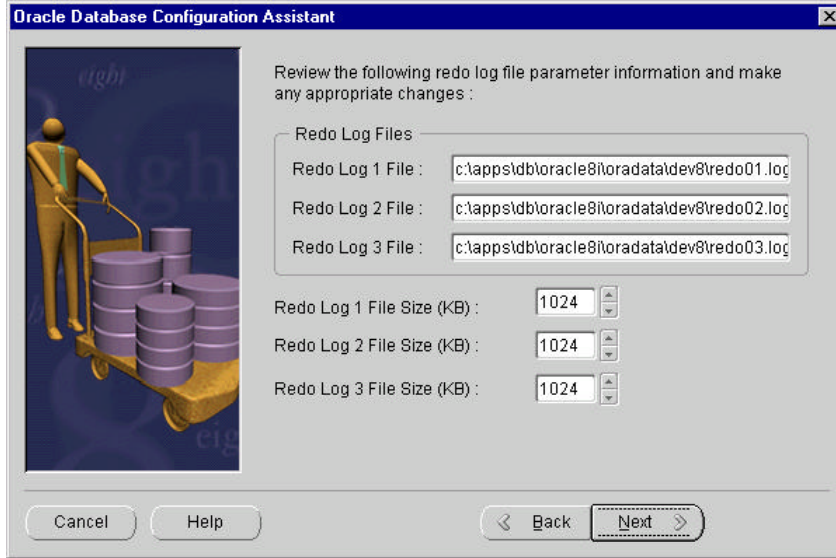 Oracle Database Configuration Assistant
eight
eight
Review the following redo log file parameter information and make
any appropriate changes :
Redo Log Files
Redo Log 1 File : c:\apps\db\oracle8i\oradata\dev8\redo01.log
Redo Log 2 File : c:\apps\db\oracle8i\oradata\dev8\redo02.log
Redo Log 3 File : c:\apps\db\oracle8i\oradata\dev8\redo03.log
Redo Log 1 File Size (KB) : 1024
Redo Log 2 File Size (KB) : 1024
Redo Log 3 File Size (KB) : 1024
8
eig
Cancel Help Back Next